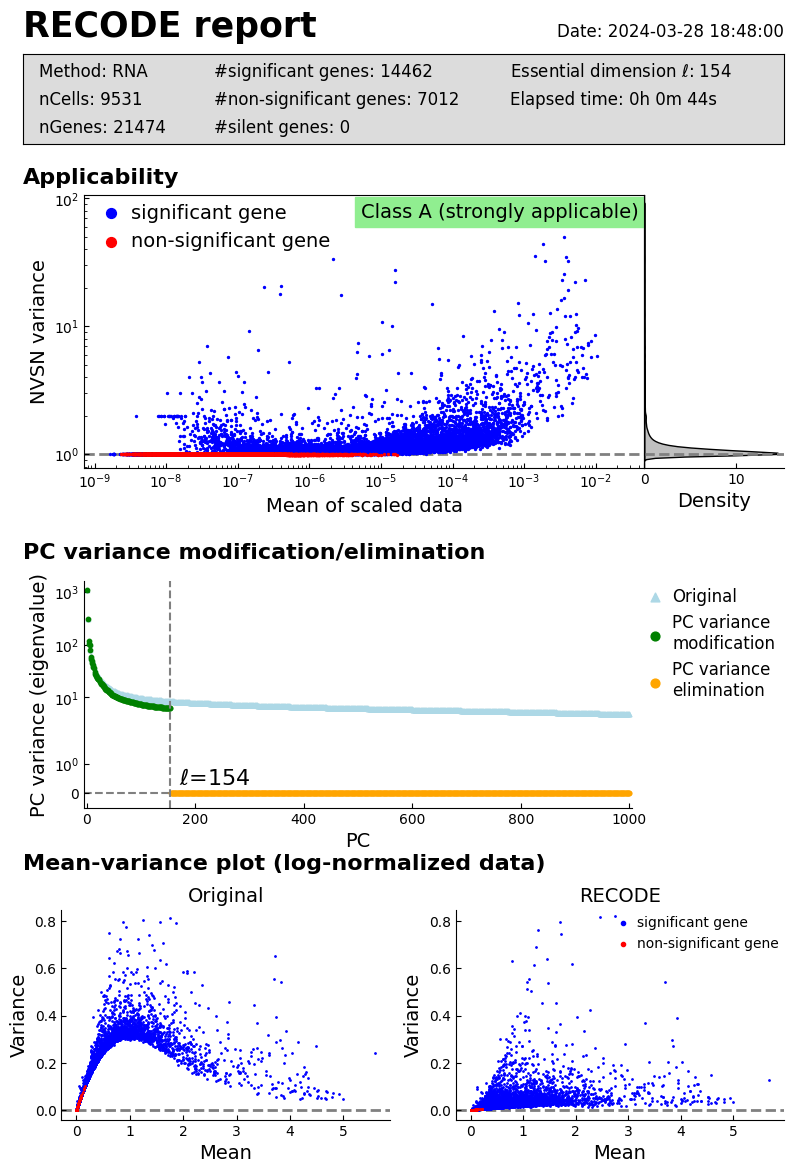 RECODE report
Date: 2024-03-28 18:48:00
Method: RNA #significant genes: 14462 Essential dimension ℓ: 154
nCells: 9531 #non-significant genes: 7012 Elapsed time: 0h 0m 44s
nGenes: 21474 #silent genes: 0
Applicability
10²
significant gene
Class A (strongly applicable)
non-significant gene
NVSN variance
10¹
10⁰
10⁻⁹ 10⁻⁸ 10⁻⁷ 10⁻⁶ 10⁻⁵ 10⁻⁴ 10⁻³ 10⁻² 0 10
Mean of scaled data
Density
PC variance modification/elimination
PC variance (eigenvalue)
10³
10²
10¹
10⁰
0
Original
PC variance
modification
PC variance
elimination
ℓ=154
0 200 400 600 800 1000
PC
Mean-variance plot (log-normalized data)
Original
Variance
0.8
0.6
0.4
0.2
0.0
0 1 2 3 4 5
Mean
RECODE
significant gene
non-significant gene
Variance
0.8
0.6
0.4
0.2
0.0
0 1 2 3 4 5
Mean